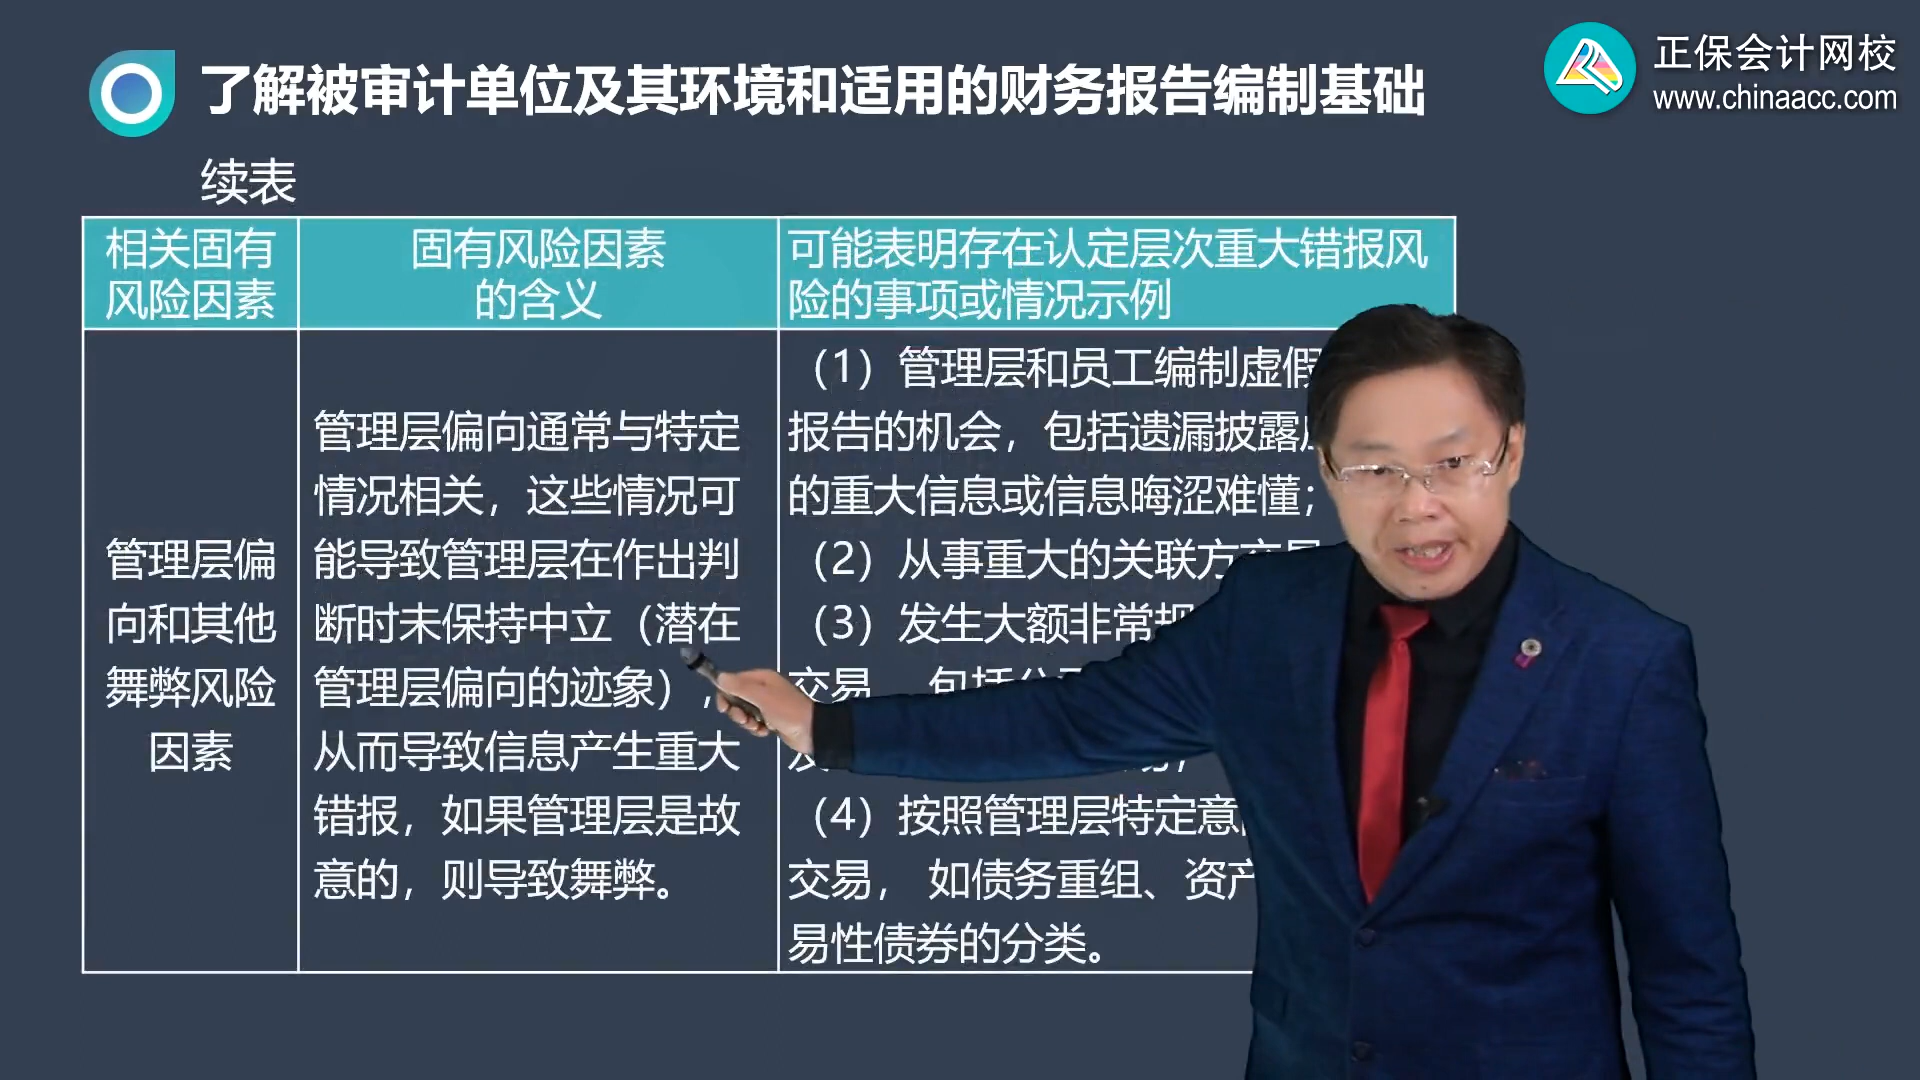 了解被审计单位及其环境和适用的财务报告编制基础
正保会计网校
www.chinaacc.com
续表
相关固有
风险因素
固有风险因素
的含义
可能表明存在认定层次重大错报风
险的事项或情况示例
管理层偏
向和其他
舞弊风险
因素
管理层偏向通常与特定
情况相关，这些情况可
能导致管理层在作出判
断时未保持中立（潜在
管理层偏向的迹象），
从而导致信息产生重大
错报，如果管理层是故
意的，则导致舞弊。
（1）管理层和员工编制虚假
报告的机会，包括遗漏披露
的重大信息或信息晦涩难懂；
（2）从事重大的关联方交易
（3）发生大额非常规
交易，包括公
（4）按照管理层特定意
交易， 如债务重组、资产
易性债券的分类。